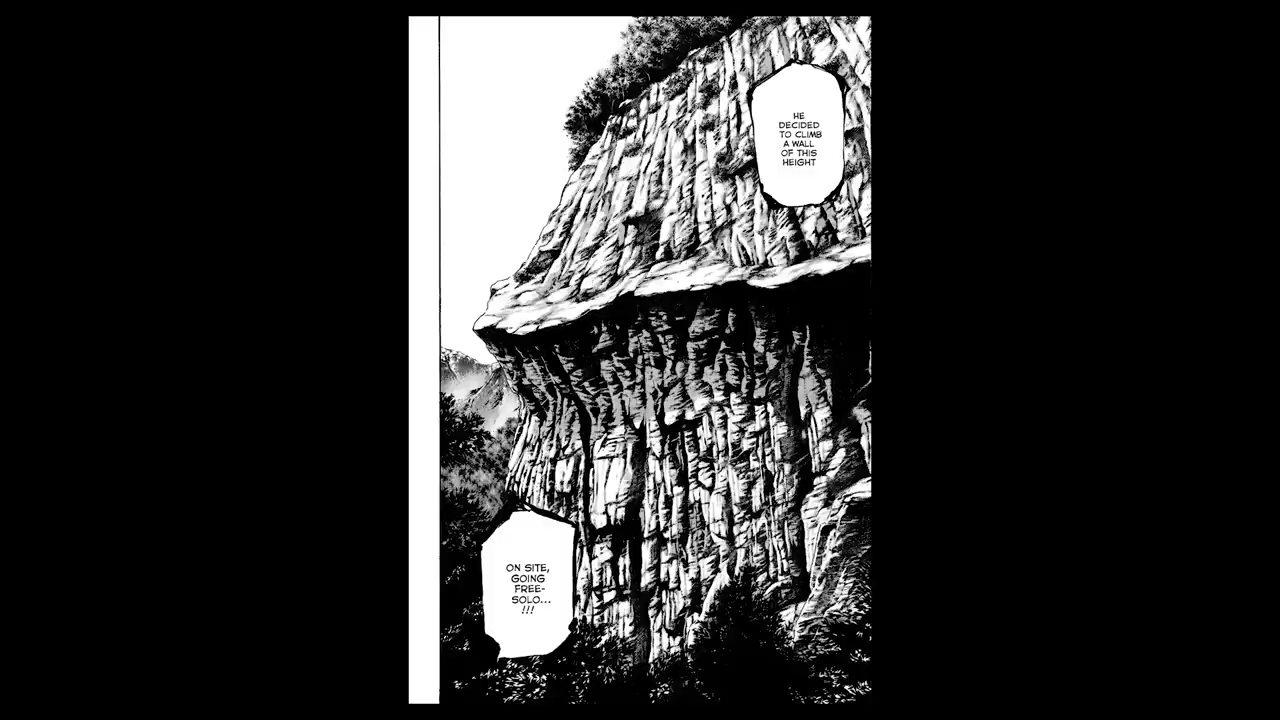 HE
DECIDED
TO CLIMB
A WALL
OF THIS
HEIGHT
ON SITE,
GOING
FREE-
SOLO...
!!!